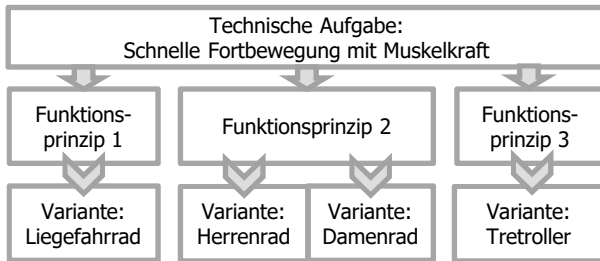 Technische Aufgabe:
Schnelle Fortbewegung mit Muskelkraft
Funktions-
prinzip 1
Funktionsprinzip 2
Funktions-
prinzip 3
Variante:
Liegefahrrad
Variante:
Herrenrad
Variante:
Damenrad
Variante:
Tretroller